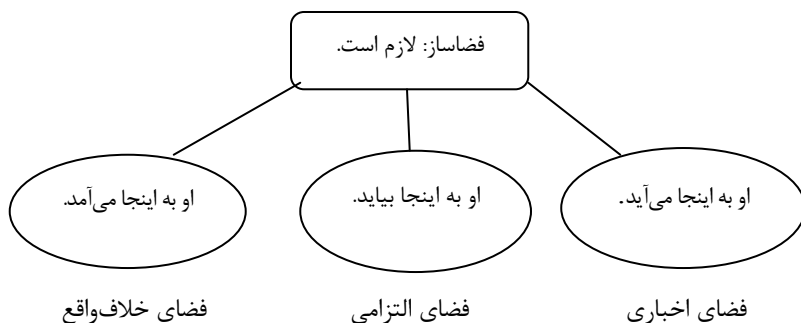 فضاساز: لازم است.
او به اینجا می‌آید.
او به اینجا بیاید.
او به اینجا می‌آمد.
فضای اخباری
فضای التزامی
فضای خلاف‌واقع